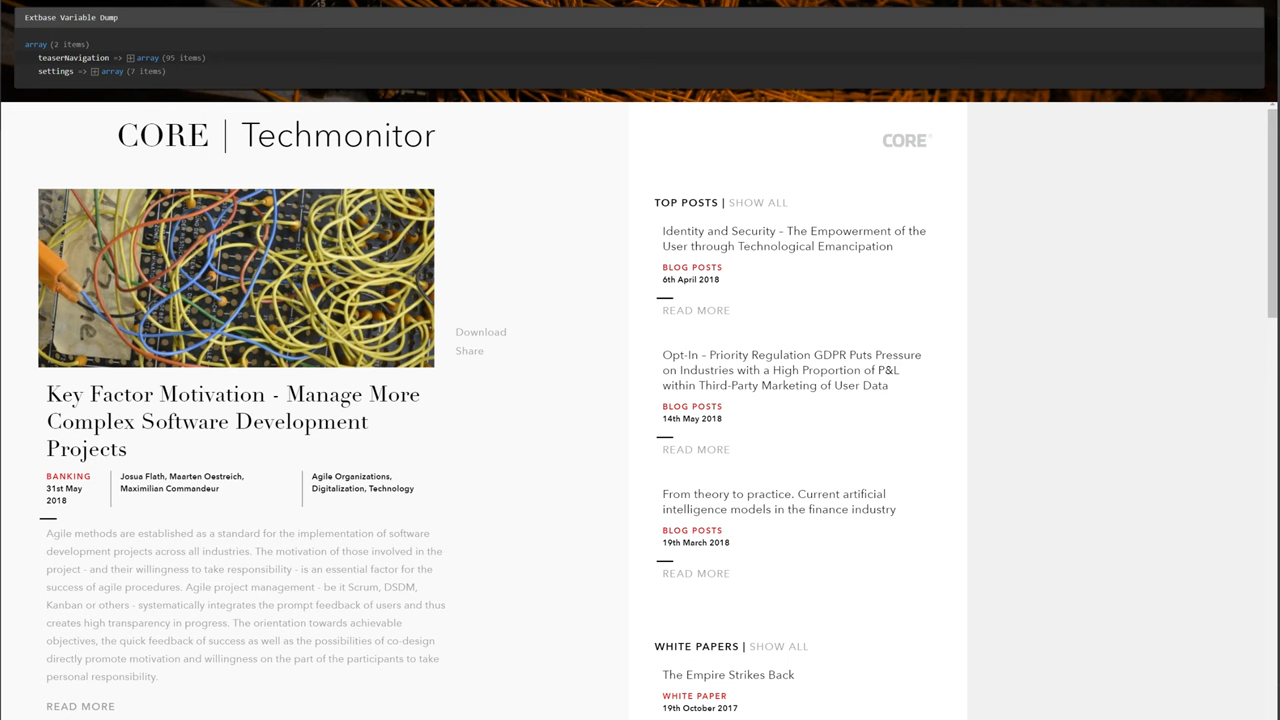 Extbase Variable Dump
array (2 items)
teaserNavigation => array (95 items)
settings => array (7 items)
CORE | Techmonitor
CORE
Download
Share
Key Factor Motivation - Manage More
Complex Software Development
Projects
BANKING
31st May
2018
Josua Flath, Maarten Oestreich,
Maximilian Commandeur
Agile Organizations,
Digitalization, Technology
Agile methods are established as a standard for the implementation of software
development projects across all industries. The motivation of those involved in the
project - and their willingness to take responsibility - is an essential factor for the
success of agile procedures. Agile project management - be it Scrum, DSDM,
Kanban or others - systematically integrates the prompt feedback of users and thus
creates high transparency in progress. The orientation towards achievable
objectives, the quick feedback of success as well as the possibilities of co-design
directly promote motivation and willingness on the part of the participants to take
personal responsibility.
READ MORE
TOP POSTS | SHOW ALL
Identity and Security – The Empowerment of the
User through Technological Emancipation
BLOG POSTS
6th April 2018
READ MORE
Opt-In – Priority Regulation GDPR Puts Pressure
on Industries with a High Proportion of P&L
within Third-Party Marketing of User Data
BLOG POSTS
14th May 2018
READ MORE
From theory to practice. Current artificial
intelligence models in the finance industry
BLOG POSTS
19th March 2018
READ MORE
WHITE PAPERS | SHOW ALL
The Empire Strikes Back
WHITE PAPER
19th October 2017